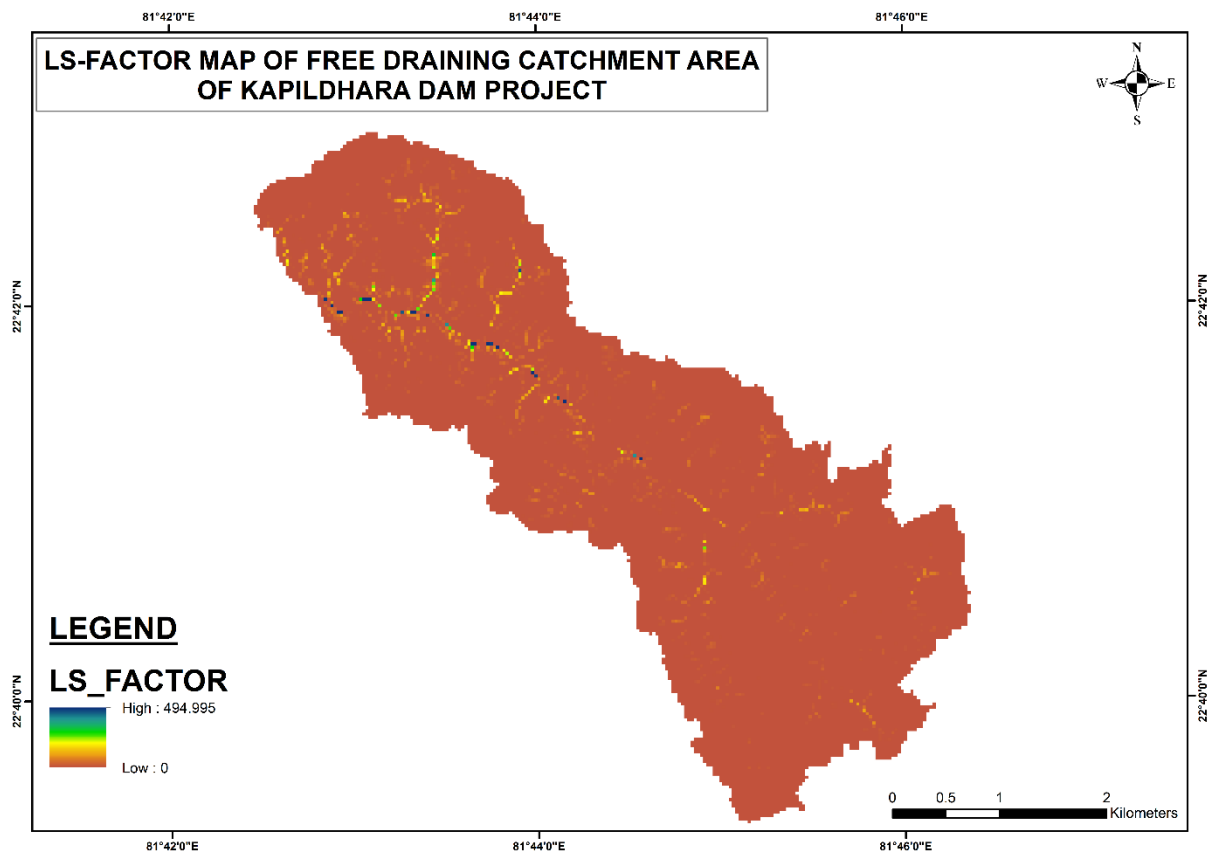 81°42'0"E 81°44'0"E 81°46'0"E
LS-FACTOR MAP OF FREE DRAINING CATCHMENT AREA
OF KAPILDHARA DAM PROJECT
N
W E
S
22°42'0"N 22°42'0"N
LEGEND
LS_FACTOR
High : 494.995
Low : 0
22°40'0"N 22°40'0"N
0 0.5 1 2
Kilometers
81°42'0"E 81°44'0"E 81°46'0"E